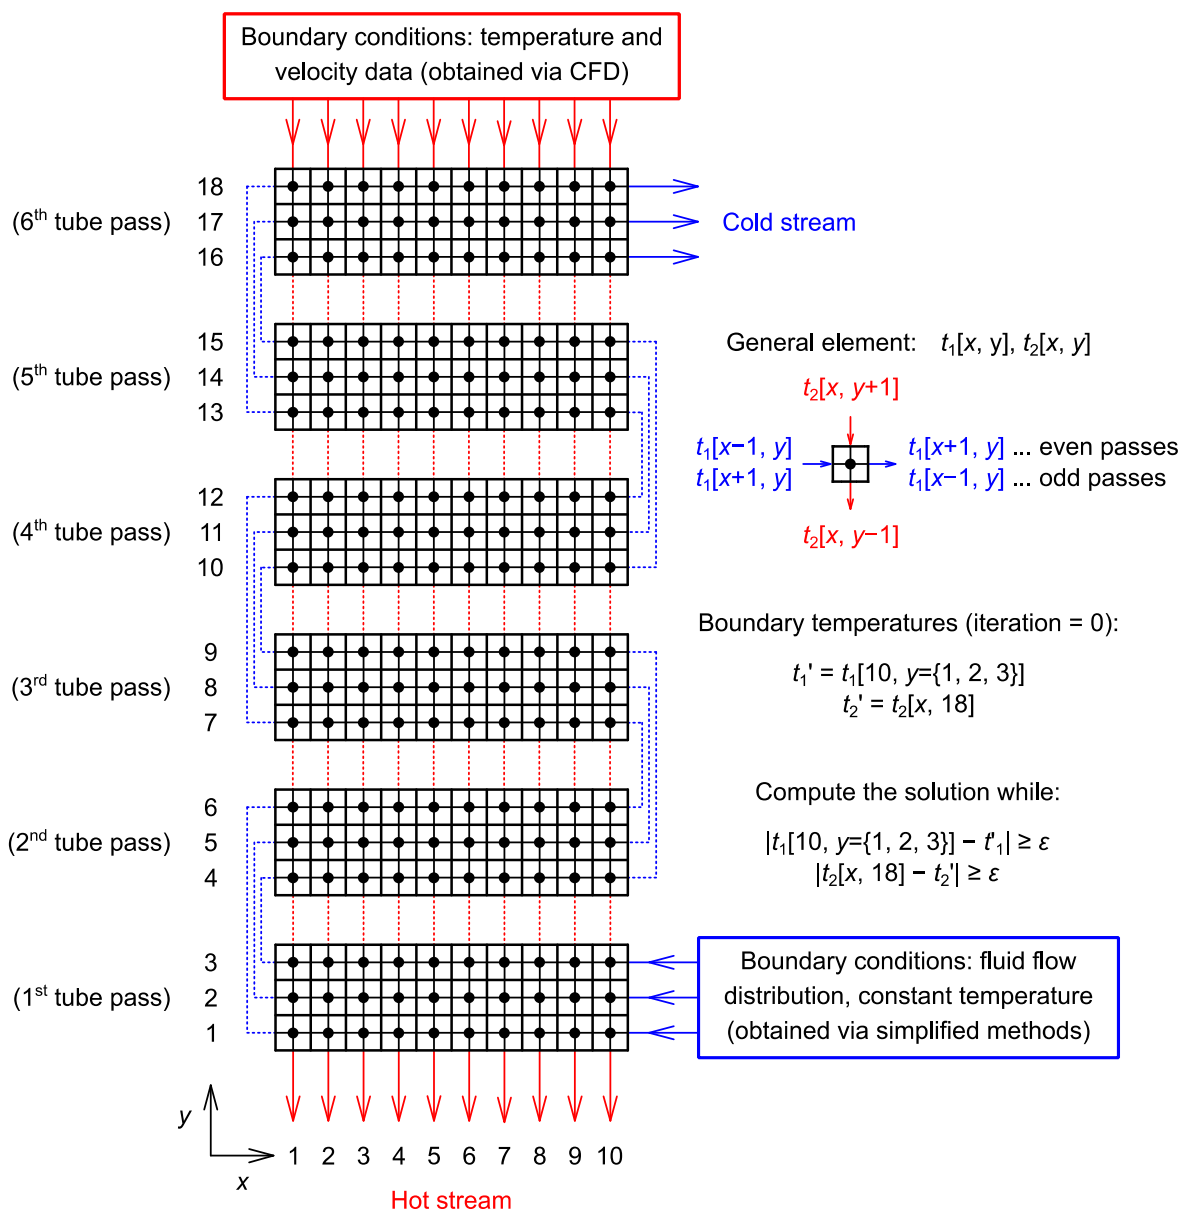 Boundary conditions: temperature and
velocity data (obtained via CFD)
18
(6th tube pass) 17
16
Cold stream
15
(5th tube pass) 14
13
General element: t1[x, y], t2[x, y]
t2[x, y+1]
t1[x−1, y] t1[x+1, y] ... even passes
t1[x+1, y] t1[x−1, y] ... odd passes
t2[x, y−1]
12
(4th tube pass) 11
10
Boundary temperatures (iteration = 0):
t1' = t1[10, y={1, 2, 3}]
t2' = t2[x, 18]
9
(3rd tube pass) 8
7
Compute the solution while:
|t1[10, y={1, 2, 3}] − t'1| ≥ ε
|t2[x, 18] − t2'| ≥ ε
6
(2nd tube pass) 5
4
3
(1st tube pass) 2
1
Boundary conditions: fluid flow
distribution, constant temperature
(obtained via simplified methods)
y
x
1 2 3 4 5 6 7 8 9 10
Hot stream